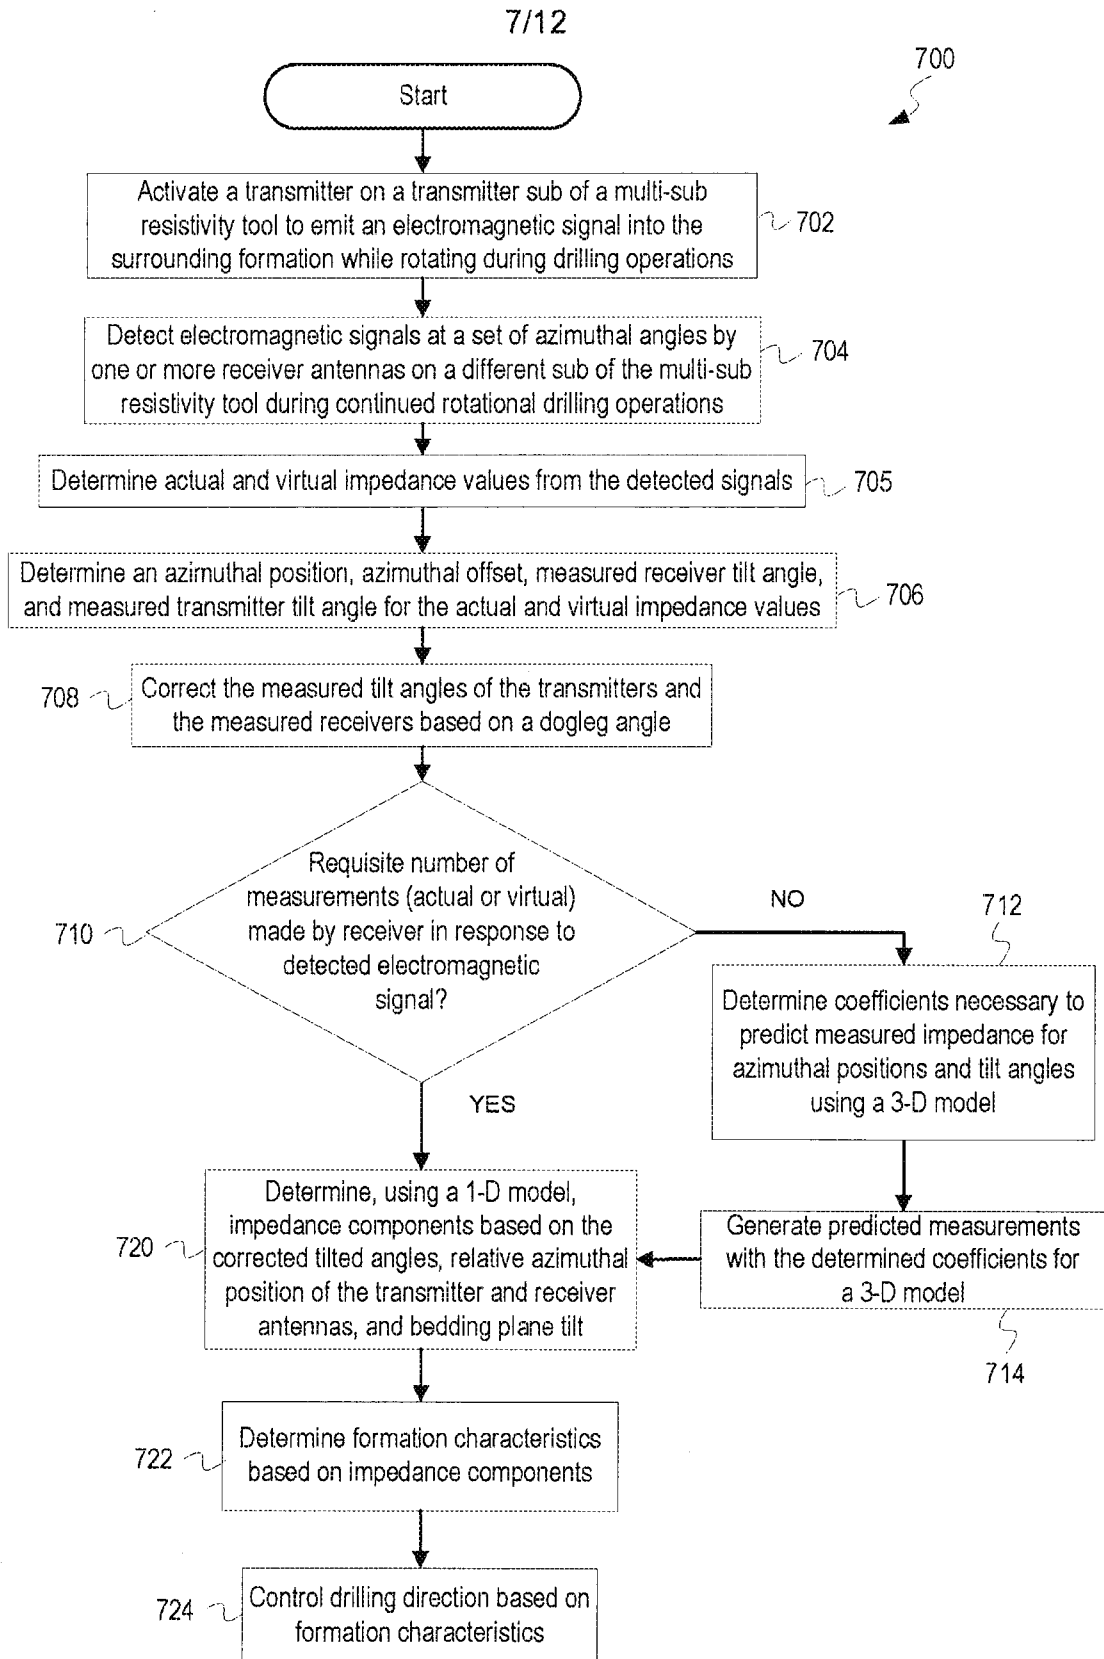 7/12
700
Start
Activate a transmitter on a transmitter sub of a multi-sub
resistivity tool to emit an electromagnetic signal into the
surrounding formation while rotating during drilling operations
702
Detect electromagnetic signals at a set of azimuthal angles by
one or more receiver antennas on a different sub of the multi-sub
resistivity tool during continued rotational drilling operations
704
Determine actual and virtual impedance values from the detected signals
705
Determine an azimuthal position, azimuthal offset, measured receiver tilt angle,
and measured transmitter tilt angle for the actual and virtual impedance values
706
708
Correct the measured tilt angles of the transmitters and
the measured receivers based on a dogleg angle
710
Requisite number of
measurements (actual or virtual)
made by receiver in response to
detected electromagnetic
signal?
NO
712
Determine coefficients necessary to
predict measured impedance for
azimuthal positions and tilt angles
using a 3-D model
YES
720
Determine, using a 1-D model,
impedance components based on the
corrected tilted angles, relative azimuthal
position of the transmitter and receiver
antennas, and bedding plane tilt
Generate predicted measurements
with the determined coefficients for
a 3-D model
714
722
Determine formation characteristics
based on impedance components
724
Control drilling direction based on
formation characteristics